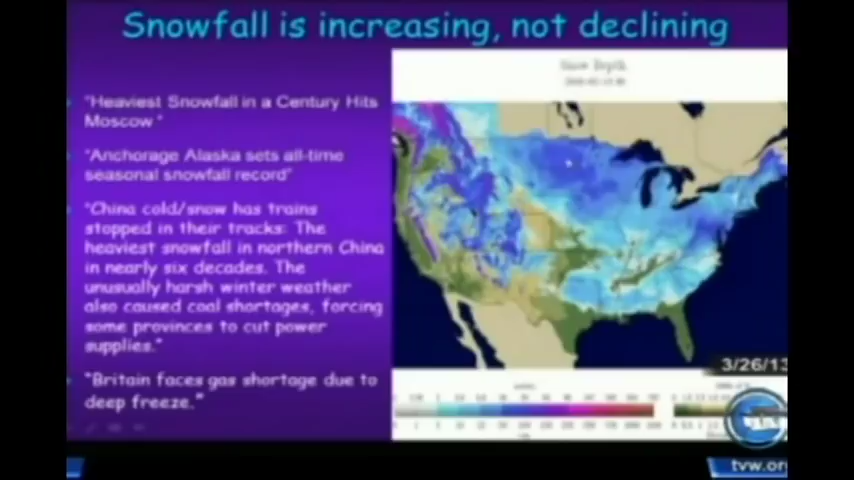 Snowfall is increasing, not declining
"Heaviest Snowfall in a Century Hits
Moscow"
"Anchorage Alaska sets all-time
seasonal snowfall record"
"China cold/snow has trains
stopped in their tracks: The
heaviest snowfall in northern China
in nearly six decades. The
unusually harsh winter weather
also caused coal shortages, forcing
some provinces to cut power
supplies."
"Britain faces gas shortage due to
deep freeze."
Snow Depth
3/26/13
tvw.or